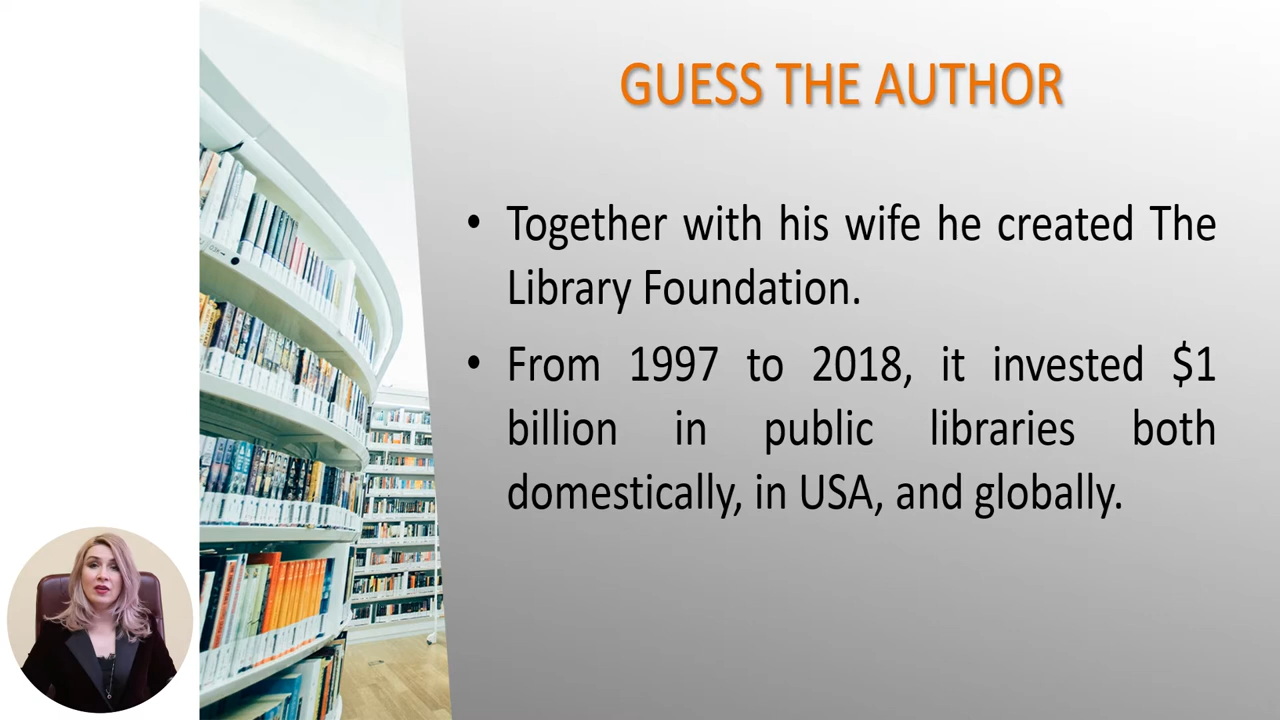 GUESS THE AUTHOR
• Together with his wife he created The
Library Foundation.
• From 1997 to 2018, it invested $1
billion in public libraries both
domestically, in USA, and globally.